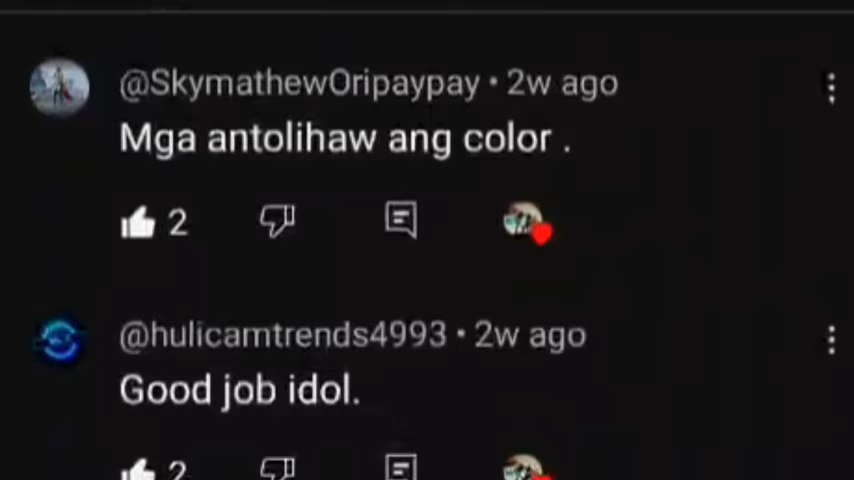 @SkymathewOripaypay • 2w ago
Mga antolihaw ang color .
2
@hulicamtrends4993 • 2w ago
Good job idol.
2